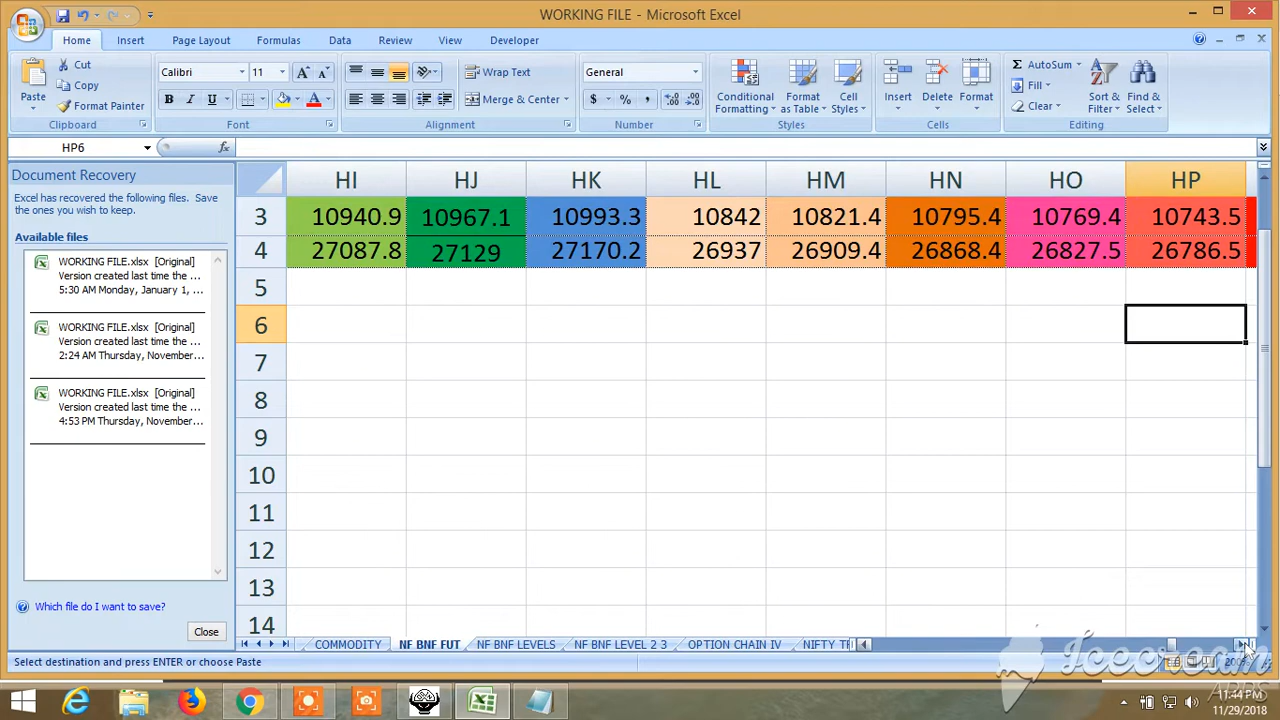 WORKING FILE - Microsoft Excel
Home Insert Page Layout Formulas Data Review View Developer
Paste
Cut
Copy
Format Painter
Clipboard
Calibri 11
B I U
Font
Wrap Text
Merge & Center
Alignment
General
$ % ,
Number
Conditional Formatting
Format as Table
Cell Styles
Styles
Insert Delete Format
Cells
AutoSum
Fill
Clear
Sort & Filter
Find & Select
Editing
HP6 fx
Document Recovery
Excel has recovered the following files. Save
the ones you wish to keep.
Available files
WORKING FILE.xlsx [Original]
Version created last time the ...
5:30 AM Monday, January 1, ...
WORKING FILE.xlsx [Original]
Version created last time the ...
2:24 AM Thursday, November...
WORKING FILE.xlsx [Original]
Version created last time the ...
4:53 PM Thursday, November...
Which file do I want to save?
Close
HI HJ HK HL HM HN HO HP
3 10940.9 10967.1 10993.3 10842 10821.4 10795.4 10769.4 10743.5
4 27087.8 27129 27170.2 26937 26909.4 26868.4 26827.5 26786.5
5
6
7
8
9
10
11
12
13
14
COMMODITY NF BNF FUT NF BNF LEVELS NF BNF LEVEL 2 3 OPTION CHAIN IV NIFTY TR
Select destination and press ENTER or choose Paste
200%
Icecream
APPS
11:44 PM
11/29/2018